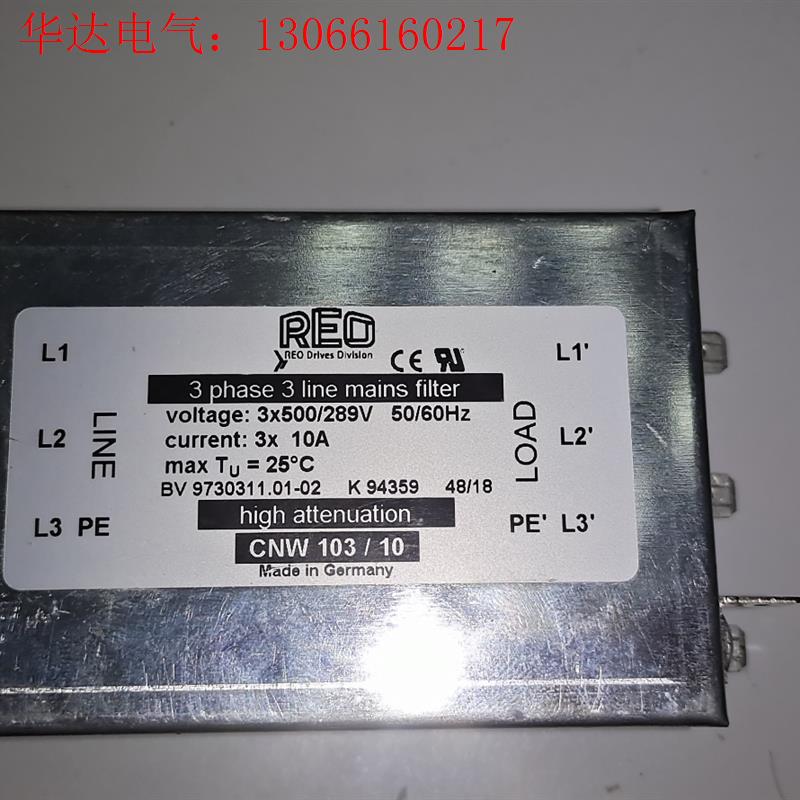 华达电气：13066160217
REO
REO Drives Division
CE RU
3 phase 3 line mains filter
voltage: 3x500/289V 50/60Hz
current: 3x 10A
max TU = 25°C
BV 9730311.01-02 K 94359 48/18
high attenuation
CNW 103 / 10
Made in Germany
L1
L2
L3 PE
LINE
LOAD
L1'
L2'
PE' L3'